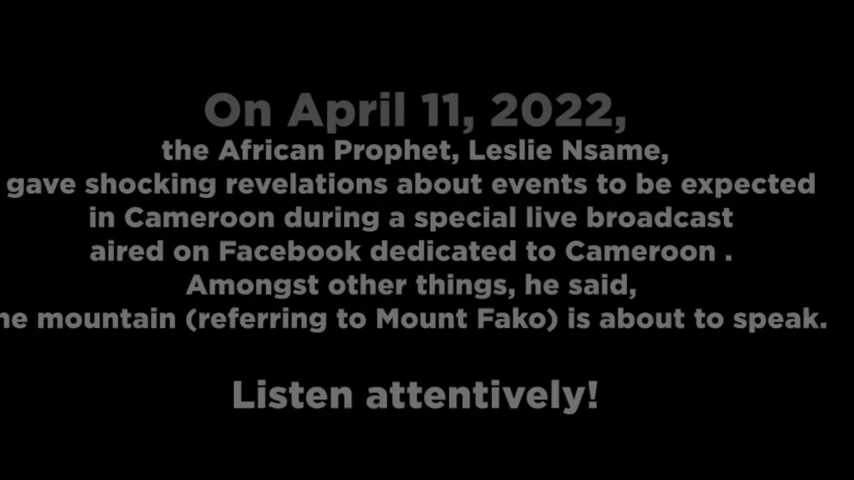 On April 11, 2022,
the African Prophet, Leslie Nsame,
gave shocking revelations about events to be expected
in Cameroon during a special live broadcast
aired on Facebook dedicated to Cameroon .
Amongst other things, he said,
he mountain (referring to Mount Fako) is about to speak.
Listen attentively!